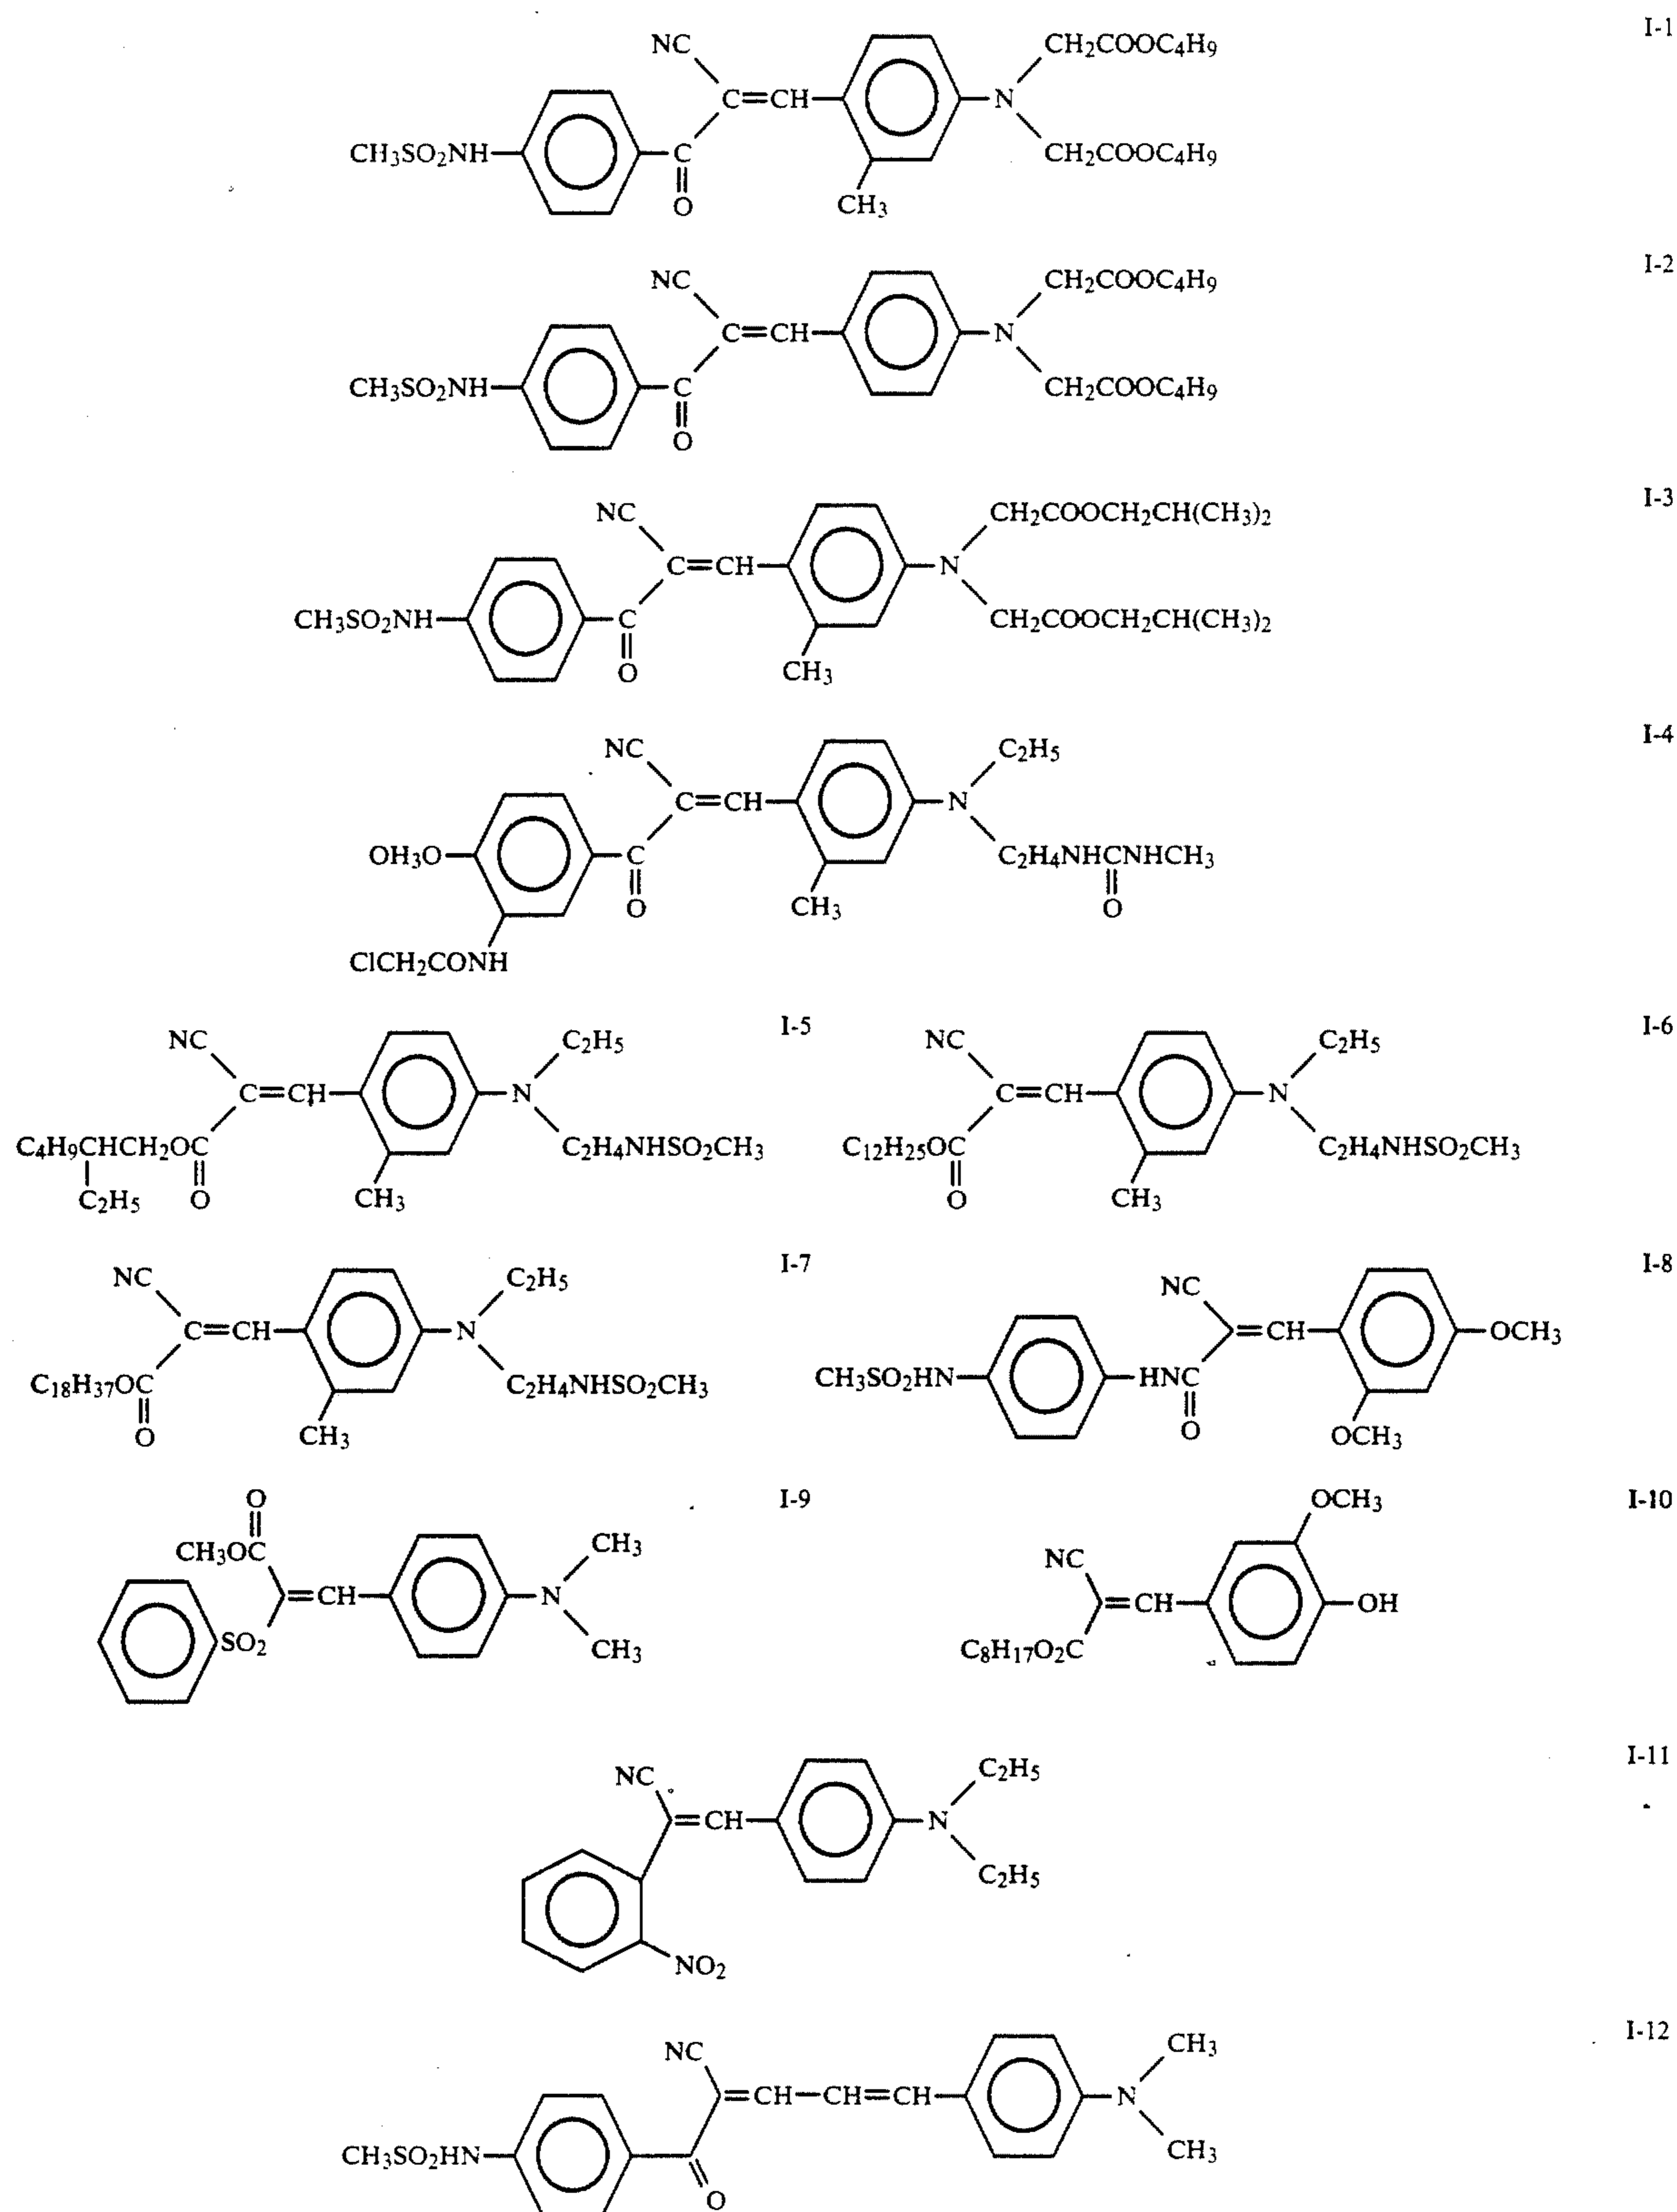 I-1
NC
CH2COOC4H9
C=CH
N
CH3SO2NH
C
CH2COOC4H9
O
CH3
I-2
NC
CH2COOC4H9
C=CH
N
CH3SO2NH
C
CH2COOC4H9
O
I-3
NC
CH2COOCH2CH(CH3)2
C=CH
N
CH3SO2NH
C
CH2COOCH2CH(CH3)2
O
CH3
I-4
NC
C2H5
C=CH
N
OH3O
C
C2H4NHCNHCH3
O
CH3
O
ClCH2CONH
I-5
NC
C2H5
C=CH
N
C4H9CHCH2OC
C2H4NHSO2CH3
C2H5
O
CH3
I-6
NC
C2H5
C=CH
N
C12H25OC
C2H4NHSO2CH3
O
CH3
I-7
NC
C2H5
C=CH
N
C18H37OC
C2H4NHSO2CH3
O
CH3
I-8
NC
=CH
OCH3
CH3SO2HN
HNC
O
OCH3
I-9
O
CH3OC
CH3
=CH
N
SO2
CH3
I-10
OCH3
NC
=CH
OH
C8H17O2C
I-11
NC
C2H5
=CH
N
C2H5
NO2
I-12
NC
CH3
=CH—CH=CH
N
CH3SO2HN
CH3
O